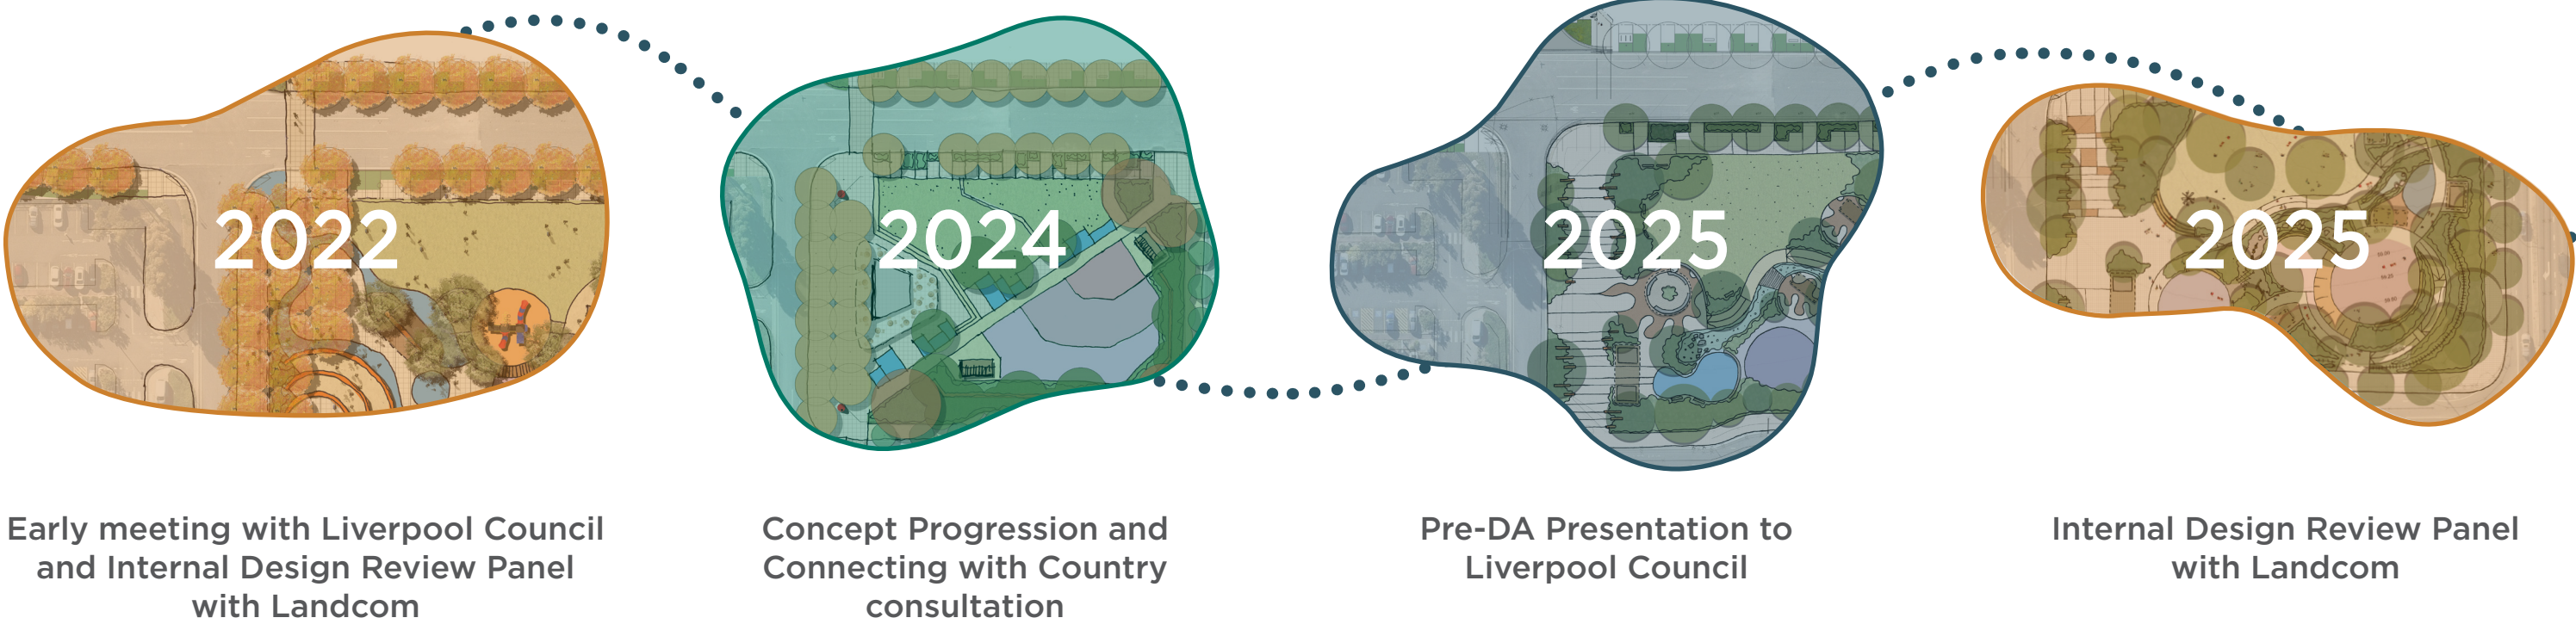 2022
Early meeting with Liverpool Council
and Internal Design Review Panel
with Landcom
2024
Concept Progression and
Connecting with Country
consultation
2025
Pre-DA Presentation to
Liverpool Council
2025
Internal Design Review Panel
with Landcom